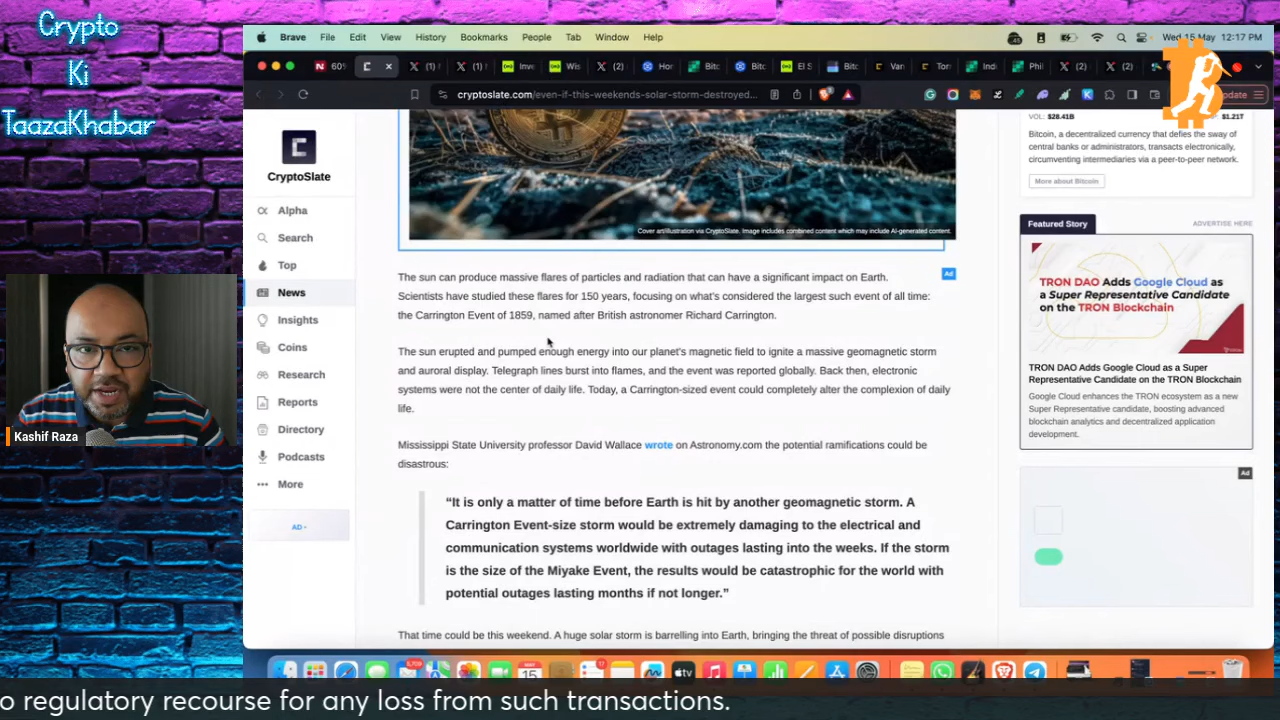 Crypto
Ki
TaazaKhabar
Kashif Raza
Brave File Edit View History Bookmarks People Tab Window Help
Wed 15 May 12:17 PM
cryptoslate.com/even-if-this-weekends-solar-storm-destroyed...
CryptoSlate
Alpha
Search
Top
News
Insights
Coins
Research
Reports
Directory
Podcasts
More
AD
Cover art/illustration via CryptoSlate. Image includes combined content which may include AI-generated content.
Ad
The sun can produce massive flares of particles and radiation that can have a significant impact on Earth.
Scientists have studied these flares for 150 years, focusing on what's considered the largest such event of all time:
the Carrington Event of 1859, named after British astronomer Richard Carrington.
The sun erupted and pumped enough energy into our planet's magnetic field to ignite a massive geomagnetic storm
and auroral display. Telegraph lines burst into flames, and the event was reported globally. Back then, electronic
systems were not the center of daily life. Today, a Carrington-sized event could completely alter the complexion of daily
life.
Mississippi State University professor David Wallace wrote on Astronomy.com the potential ramifications could be
disastrous:
“It is only a matter of time before Earth is hit by another geomagnetic storm. A
Carrington Event-size storm would be extremely damaging to the electrical and
communication systems worldwide with outages lasting into the weeks. If the storm
is the size of the Miyake Event, the results would be catastrophic for the world with
potential outages lasting months if not longer.”
That time could be this weekend. A huge solar storm is barrelling into Earth, bringing the threat of possible disruptions
VOL: $28.41B
$1.21T
Bitcoin, a decentralized currency that defies the sway of
central banks or administrators, transacts electronically,
circumventing intermediaries via a peer-to-peer network.
More about Bitcoin
Featured Story
ADVERTISE HERE
TRON DAO Adds Google Cloud as
a Super Representative Candidate
on the TRON Blockchain
TRON DAO Adds Google Cloud as a Super
Representative Candidate on the TRON Blockchain
Google Cloud enhances the TRON ecosystem as a new
Super Representative candidate, boosting advanced
blockchain analytics and decentralized application
development.
Ad
o regulatory recourse for any loss from such transactions.